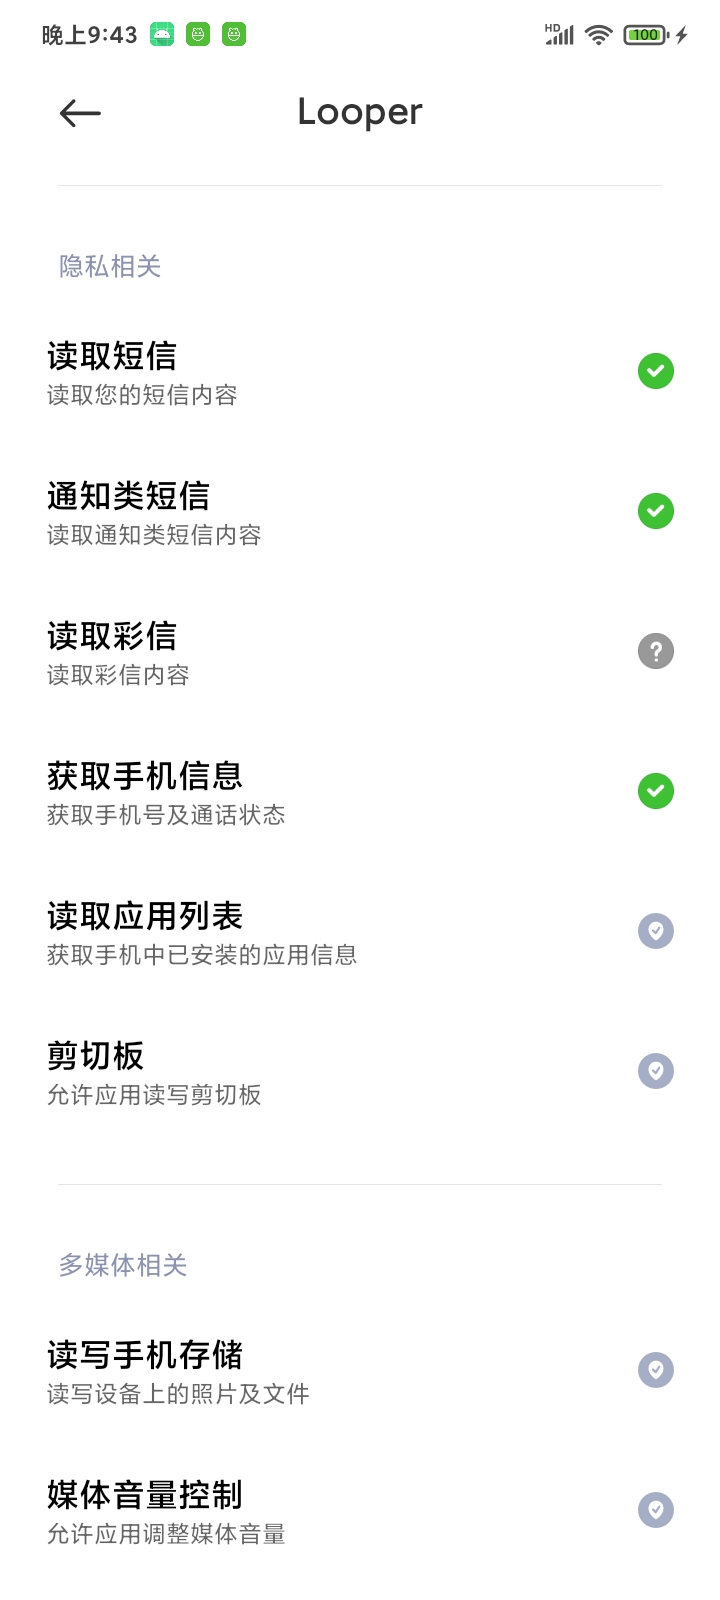 晚上9:43
HD
100
Looper
隐私相关
读取短信
读取您的短信内容
通知类短信
读取通知类短信内容
读取彩信
读取彩信内容
?
获取手机信息
获取手机号及通话状态
读取应用列表
获取手机中已安装的应用信息
剪切板
允许应用读写剪切板
多媒体相关
读写手机存储
读写设备上的照片及文件
媒体音量控制
允许应用调整媒体音量